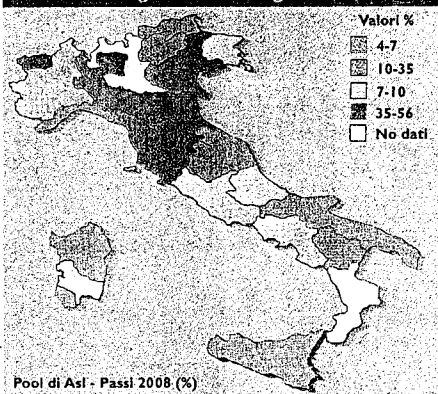 Valori %
4-7
10-35
7-10
35-56
No dati
Pool di Asl - Passi 2008 (%)